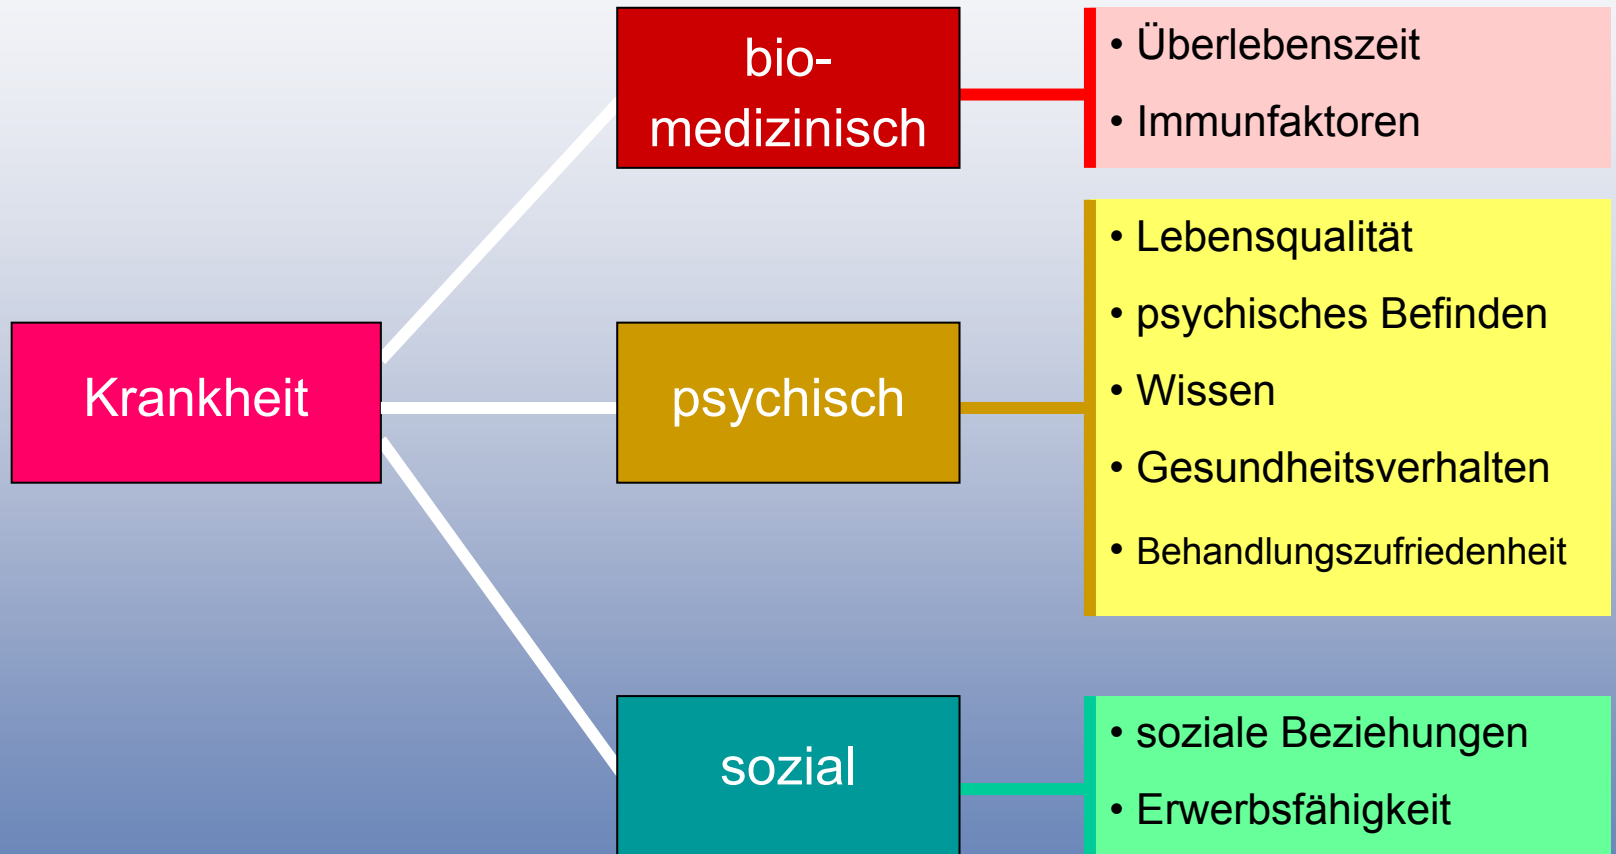 Krankheit
bio-
medizinisch
• Überlebenszeit
• Immunfaktoren
psychisch
• Lebensqualität
• psychisches Befinden
• Wissen
• Gesundheitsverhalten
• Behandlungszufriedenheit
sozial
• soziale Beziehungen
• Erwerbsfähigkeit